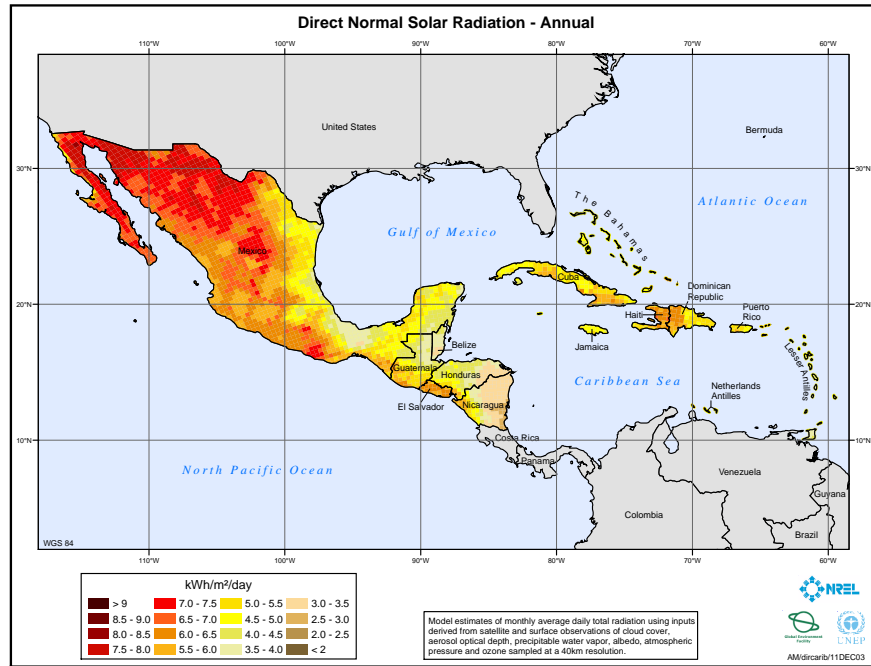 Direct Normal Solar Radiation - Annual
110°W 100°W 90°W 80°W 70°W 60°W
United States
Bermuda
30°N 30°N
The Bahamas
Atlantic Ocean
Gulf of Mexico
Mexico
Cuba
Dominican
Republic
20°N 20°N
Haiti
Puerto
Rico
Jamaica
Belize
Lesser Antilles
Guatemala
Honduras
Caribbean Sea
Netherlands
Antilles
El Salvador
Nicaragua
10°N 10°N
Costa Rica
Panama
North Pacific Ocean
Venezuela
Guyana
Colombia
Brazil
WGS 84
110°W 100°W 90°W 80°W 70°W 60°W
kWh/m²/day
> 9 7.0 - 7.5 5.0 - 5.5 3.0 - 3.5
8.5 - 9.0 6.5 - 7.0 4.5 - 5.0 2.5 - 3.0
8.0 - 8.5 6.0 - 6.5 4.0 - 4.5 2.0 - 2.5
7.5 - 8.0 5.5 - 6.0 3.5 - 4.0 < 2
Model estimates of monthly average daily total radiation using inputs
derived from satellite and surface observations of cloud cover,
aerosol optical depth, precipitable water vapor, albedo, atmospheric
pressure and ozone sampled at a 40km resolution.
NREL
Global Environment
Facility
UNEP
AM/dircarib/11DEC03